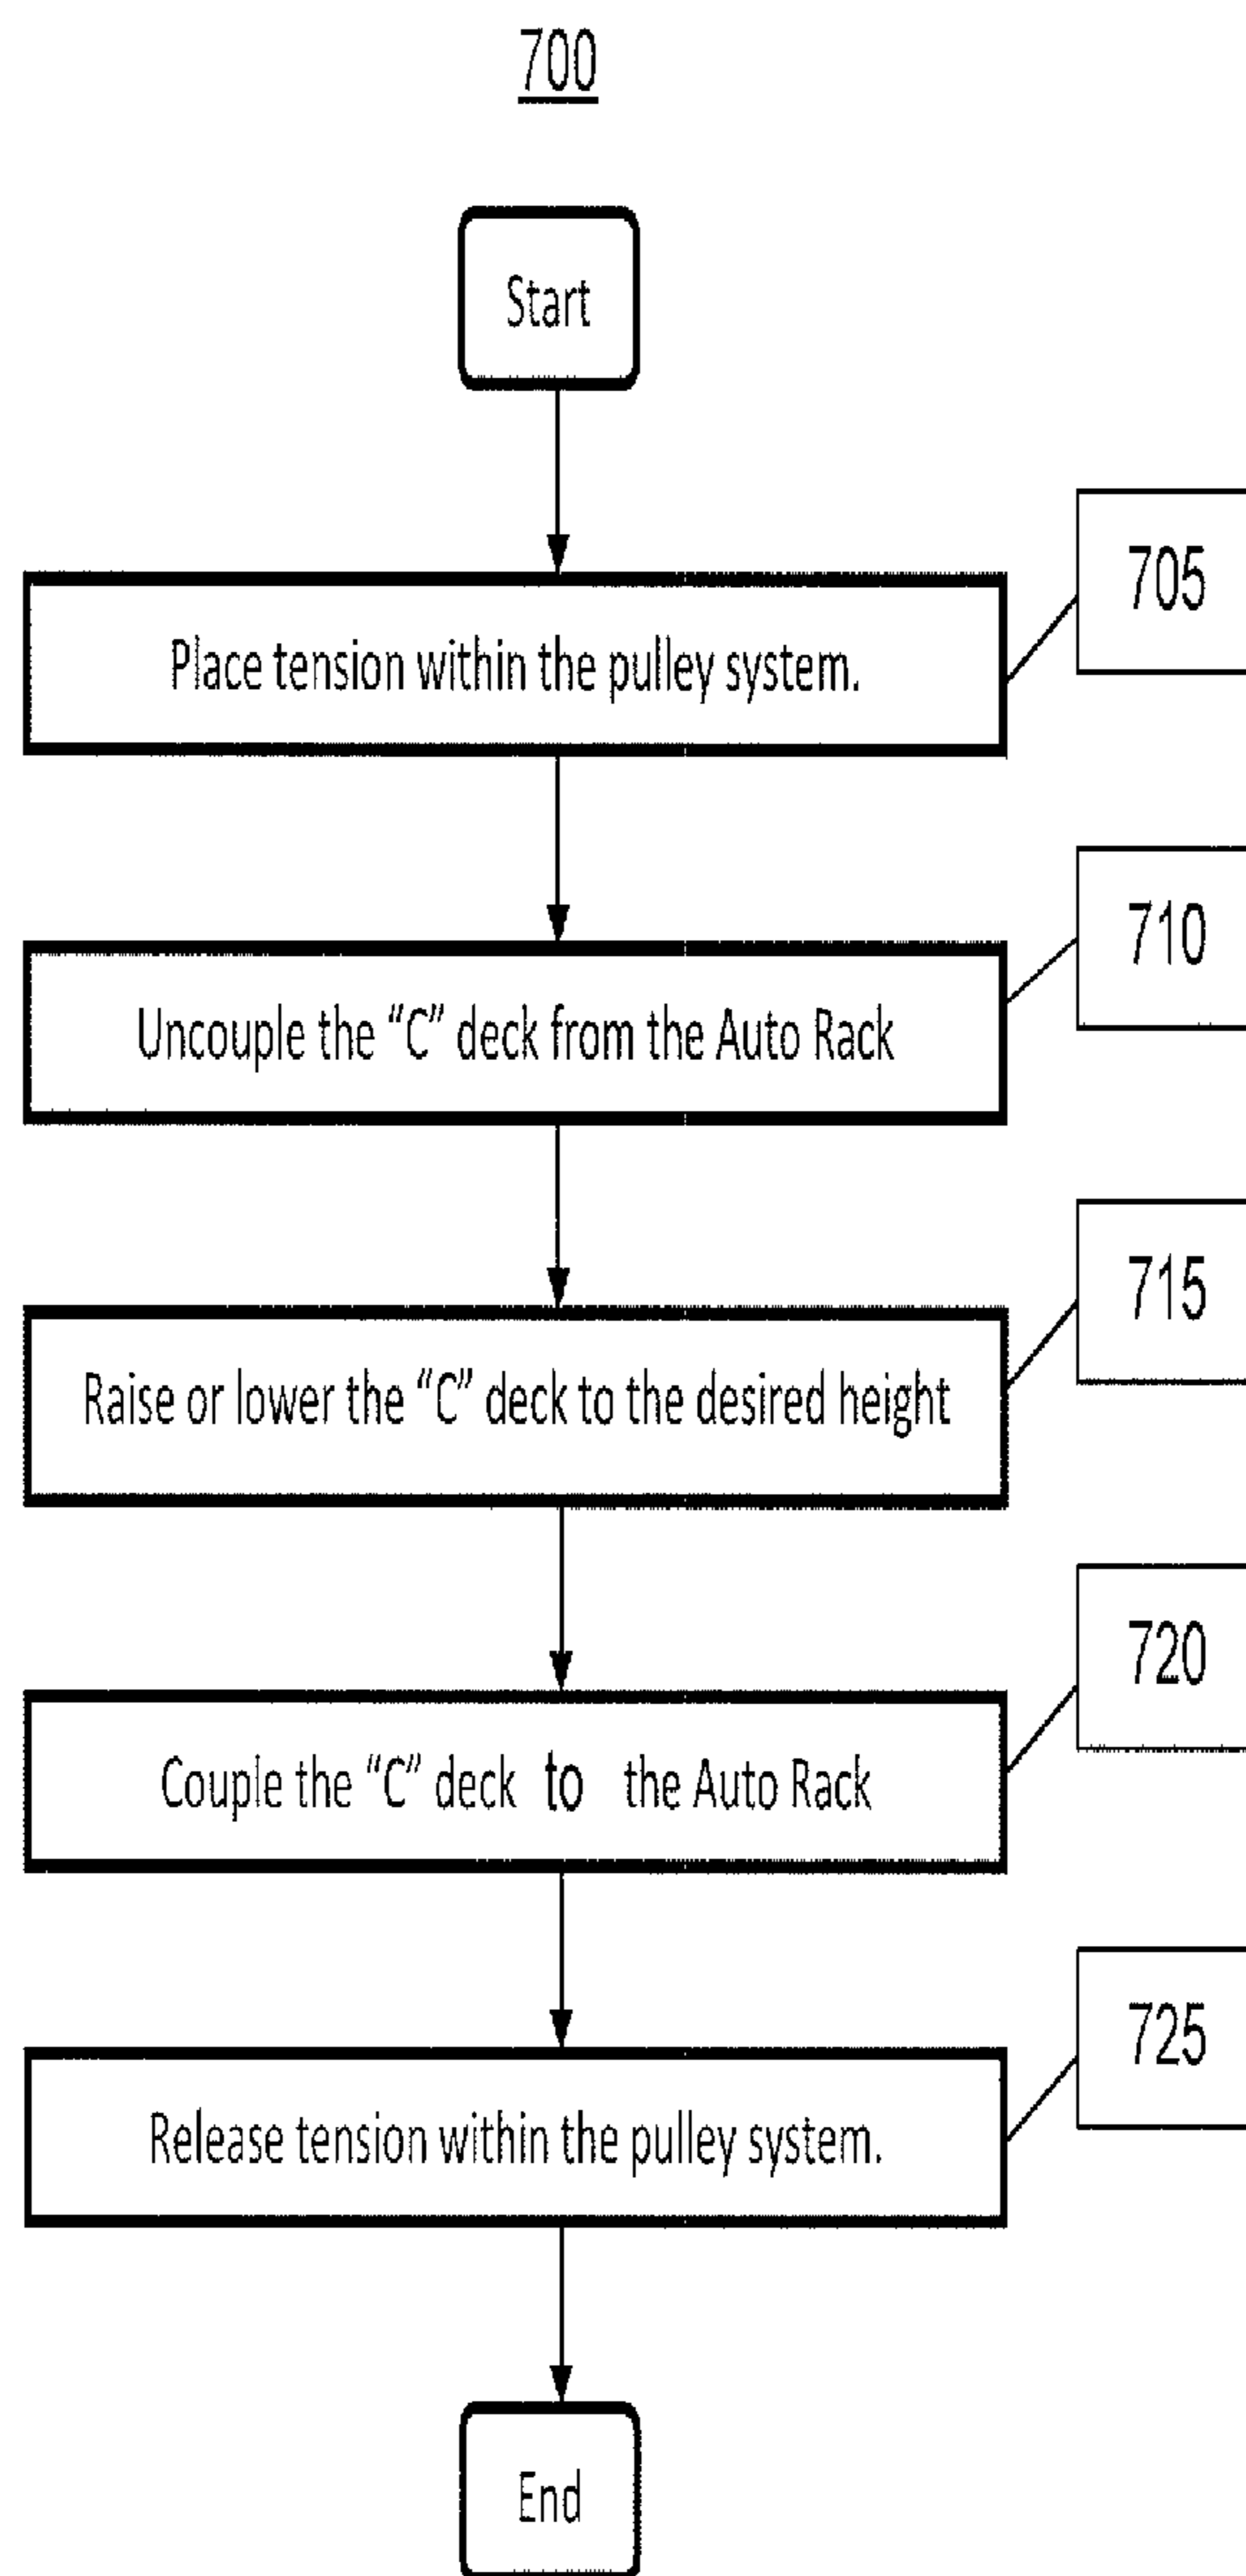 700
Start
Place tension within the pulley system.
705
Uncouple the “C” deck from the Auto Rack
710
Raise or lower the “C” deck to the desired height
715
Couple the “C” deck to the Auto Rack
720
Release tension within the pulley system.
725
End